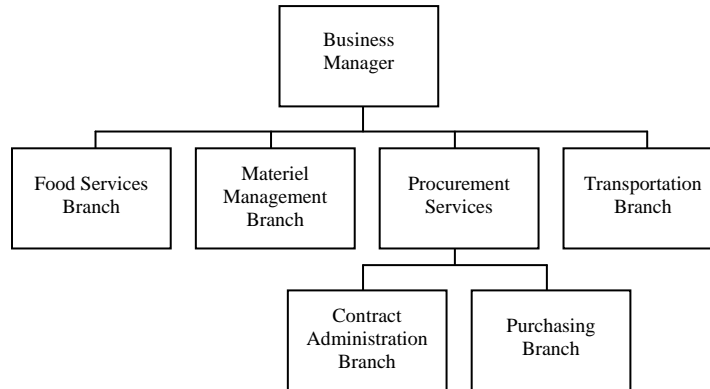 Business
Manager
Food Services
Branch
Materiel
Management
Branch
Procurement
Services
Transportation
Branch
Contract
Administration
Branch
Purchasing
Branch